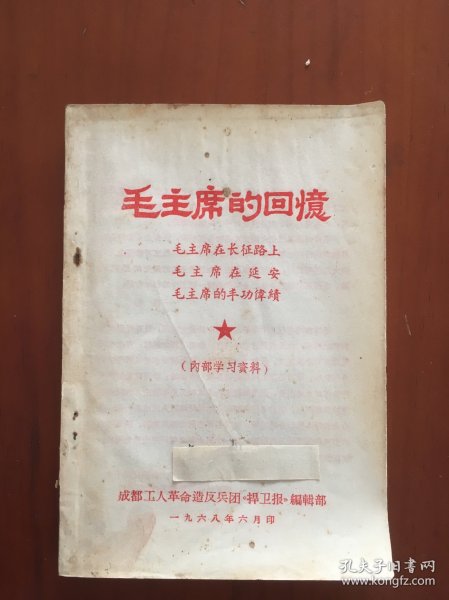 毛主席的回憶
毛主席在长征路上
毛主席在延安
毛主席的丰功偉績
★
(內部学习資料)
成都工人革命造反兵团《捍卫报》編輯部
一九六八年六月印
孔夫子旧书网
kongfz.com